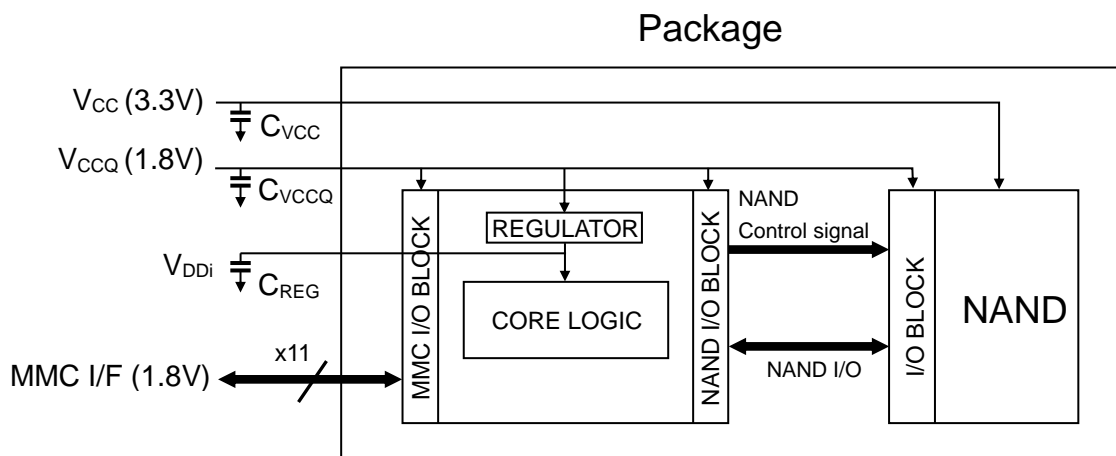 Package
VCC (3.3V)
CVCC
VCCQ (1.8V)
CVCCQ
NAND
Control signal
REGULATOR
VDDi
CREG
CORE LOGIC
MMC I/O BLOCK
NAND I/O BLOCK
I/O BLOCK
NAND
x11
MMC I/F (1.8V)
NAND I/O